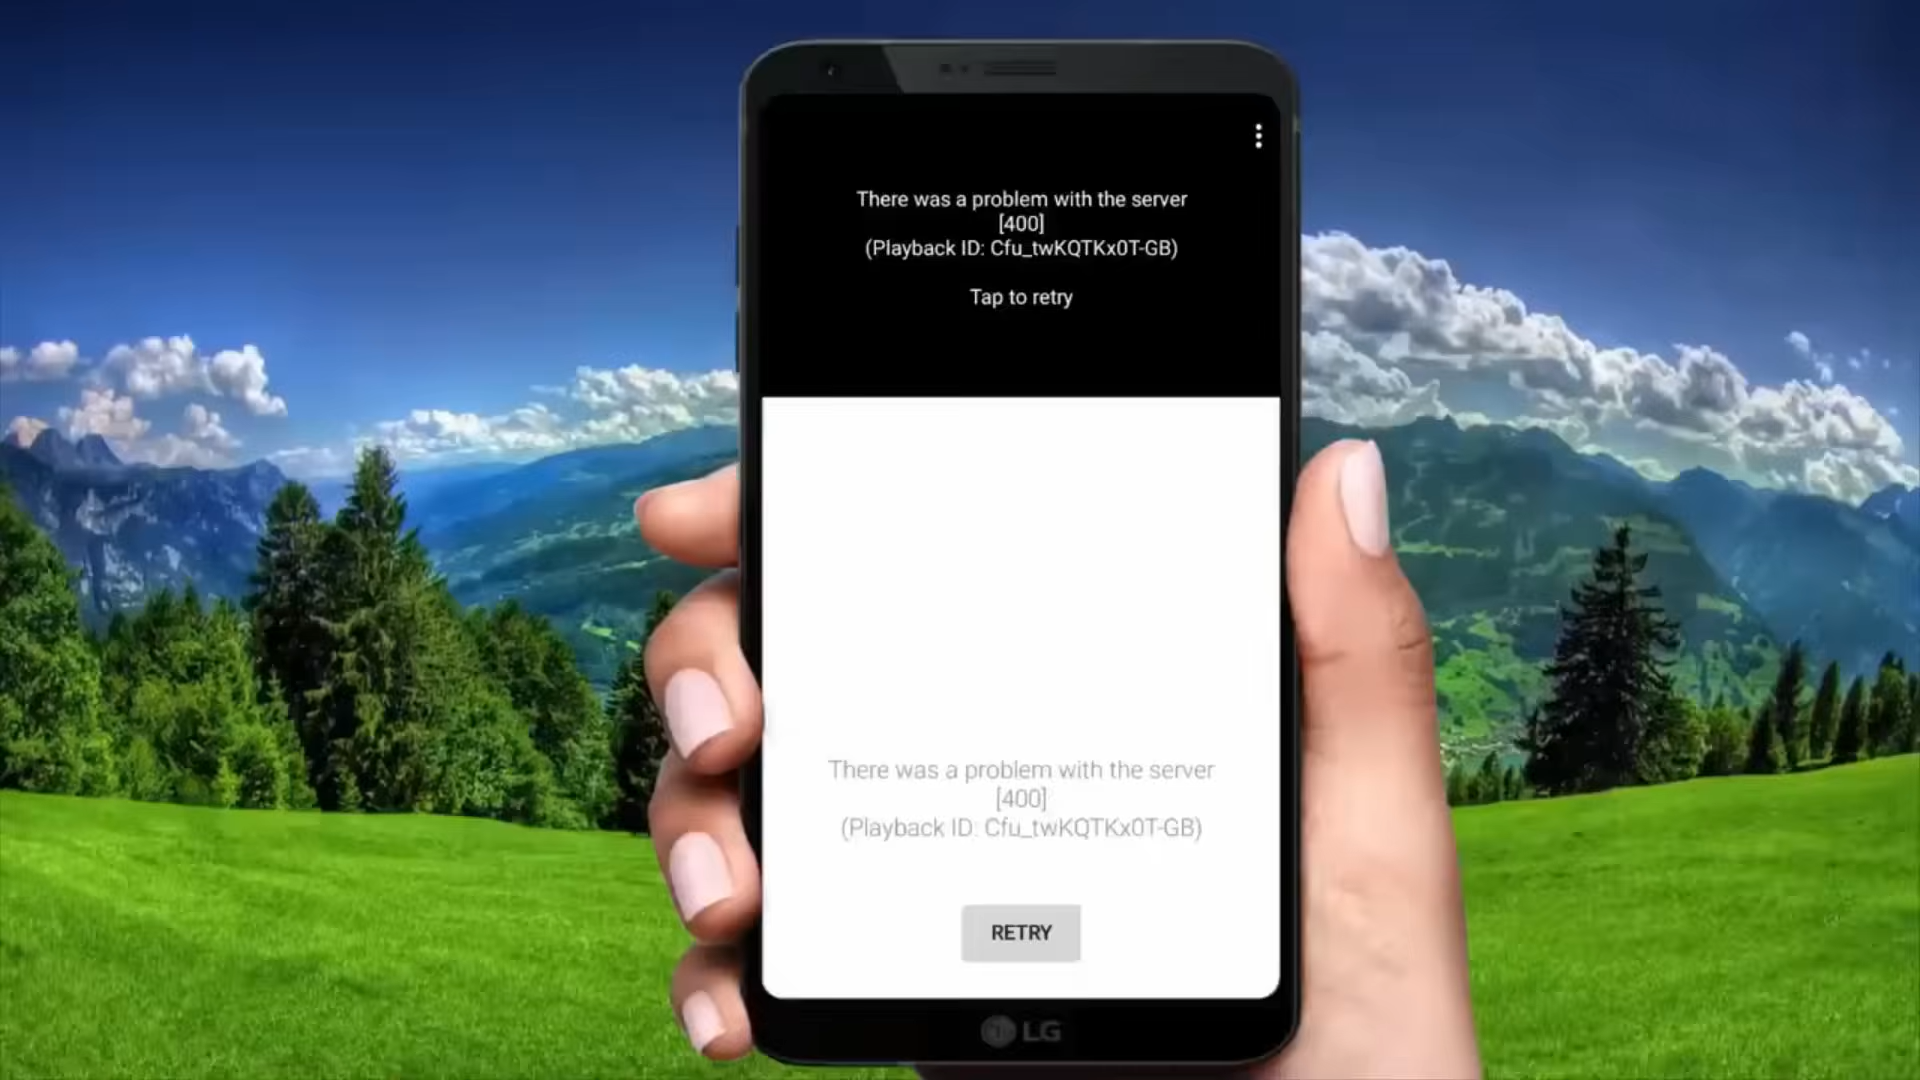 There was a problem with the server
[400]
(Playback ID: Cfu_twKQTKx0T-GB)
Tap to retry
There was a problem with the server
[400]
(Playback ID: Cfu_twKQTKx0T-GB)
RETRY
LG